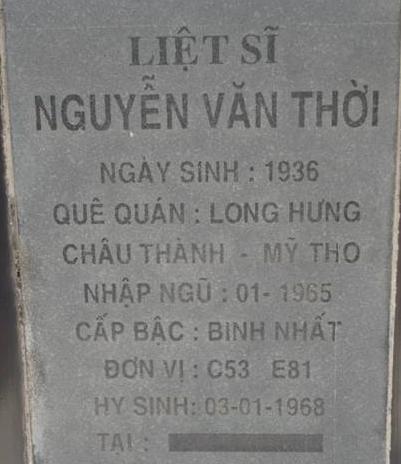 LIỆT SĨ
NGUYỄN VĂN THỜI
NGÀY SINH : 1936
QUÊ QUÁN : LONG HƯNG
CHÂU THÀNH - MỸ THO
NHẬP NGŨ : 01- 1965
CẤP BẬC : BINH NHẤT
ĐƠN VỊ : C53 E81
HY SINH: 03-01-1968
TẠI :